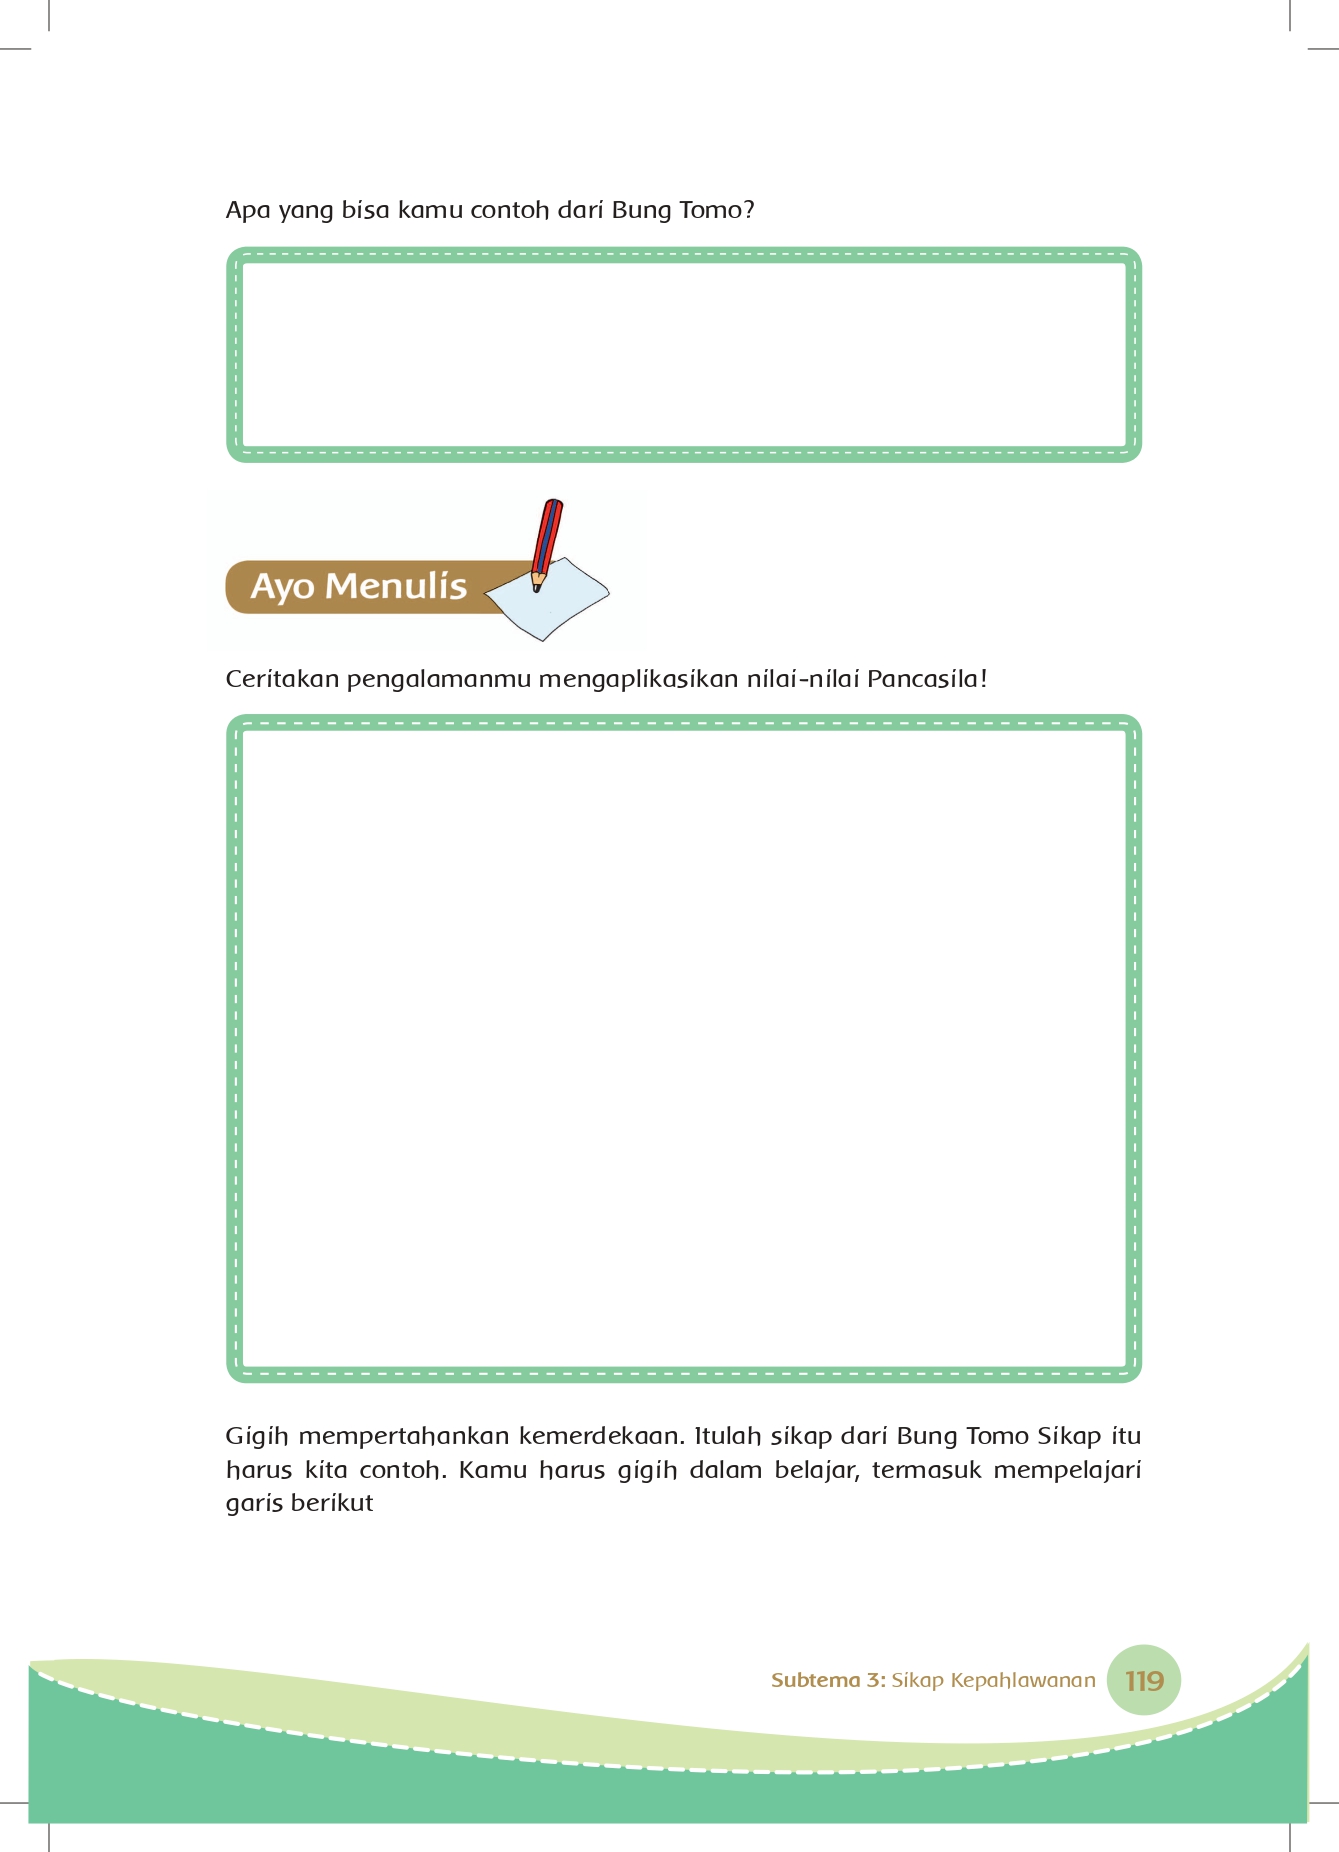 Apa yang bisa kamu contoh dari Bung Tomo?
Ayo Menulis
Ceritakan pengalamanmu mengaplikasikan nilai-nilai Pancasila!
Gigih mempertahankan kemerdekaan. Itulah sikap dari Bung Tomo Sikap itu
harus kita contoh. Kamu harus gigih dalam belajar, termasuk mempelajari
garis berikut
Subtema 3: Sikap Kepahlawanan 119